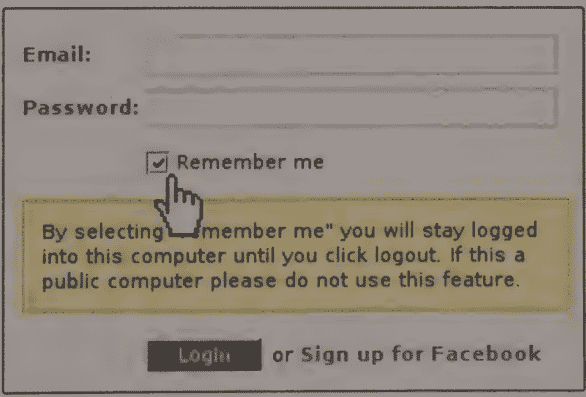 Email:
Password:
Remember me
By selecting "Remember me" you will stay logged
into this computer until you click logout. If this a
public computer please do not use this feature.
Login or Sign up for Facebook